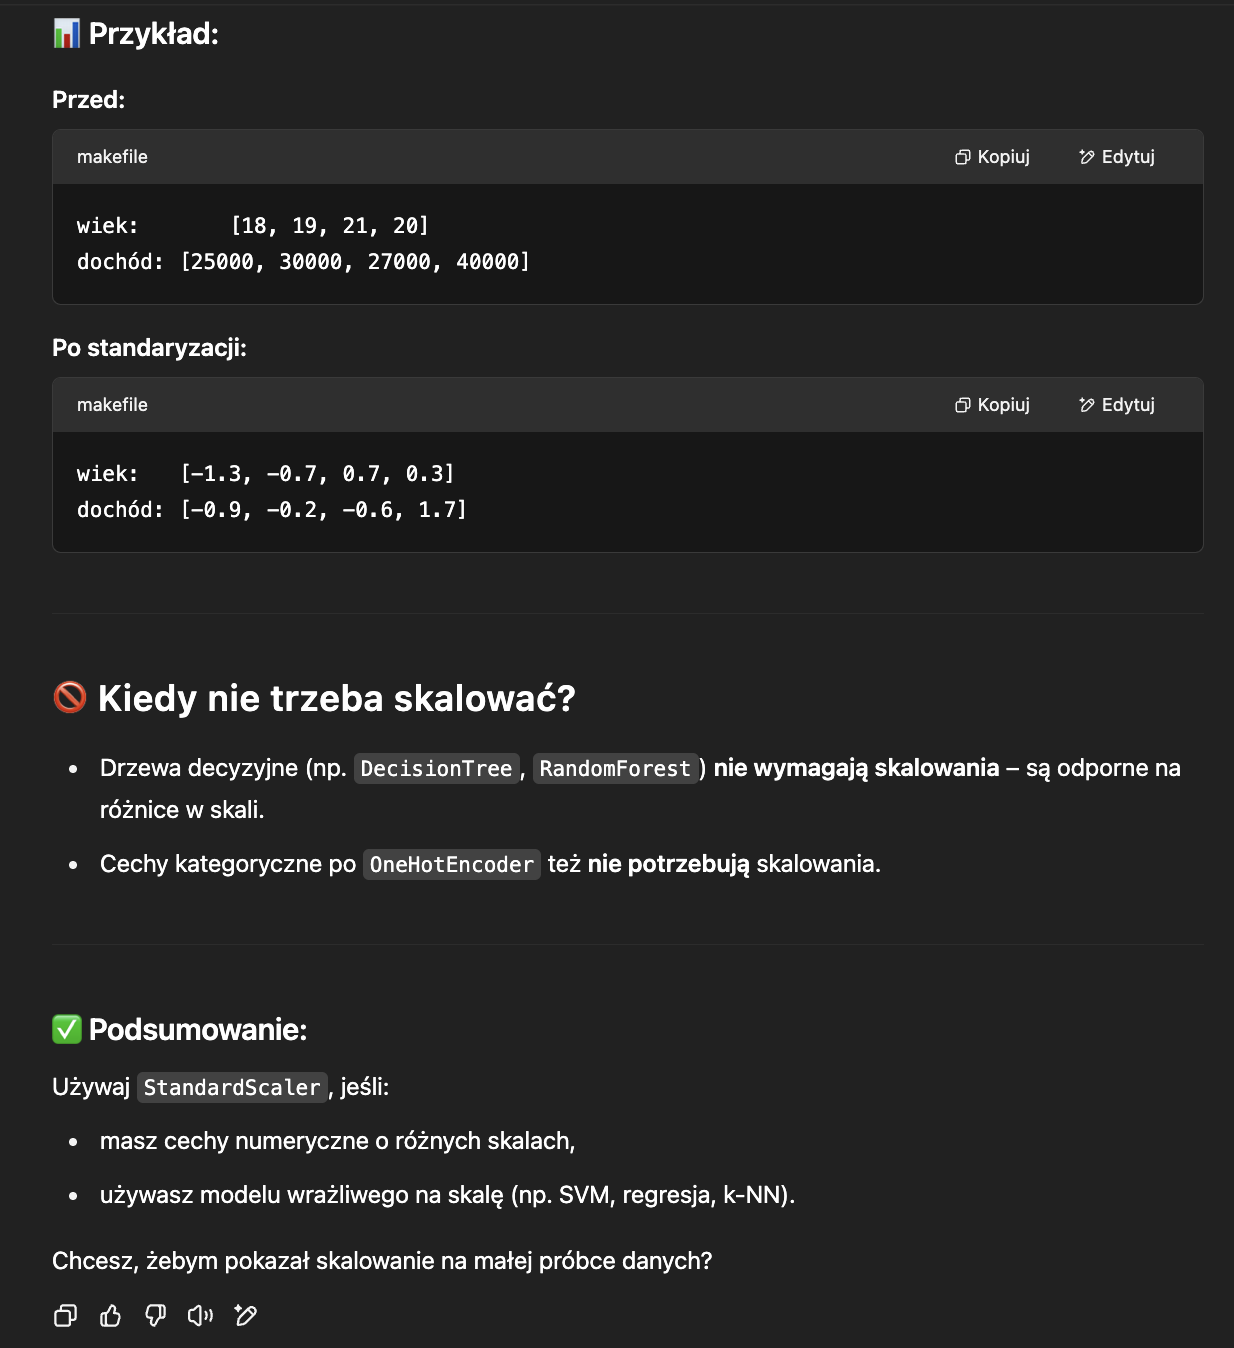 📊 Przykład:
Przed:
makefile Kopiuj Edytuj
wiek:       [18, 19, 21, 20]
dochód: [25000, 30000, 27000, 40000]
Po standaryzacji:
makefile Kopiuj Edytuj
wiek:   [-1.3, -0.7, 0.7, 0.3]
dochód: [-0.9, -0.2, -0.6, 1.7]
🚫 Kiedy nie trzeba skalować?
• Drzewa decyzyjne (np. DecisionTree, RandomForest) nie wymagają skalowania – są odporne na
różnice w skali.
• Cechy kategoryczne po OneHotEncoder też nie potrzebują skalowania.
✅ Podsumowanie:
Używaj StandardScaler, jeśli:
• masz cechy numeryczne o różnych skalach,
• używasz modelu wrażliwego na skalę (np. SVM, regresja, k-NN).
Chcesz, żebym pokazał skalowanie na małej próbce danych?